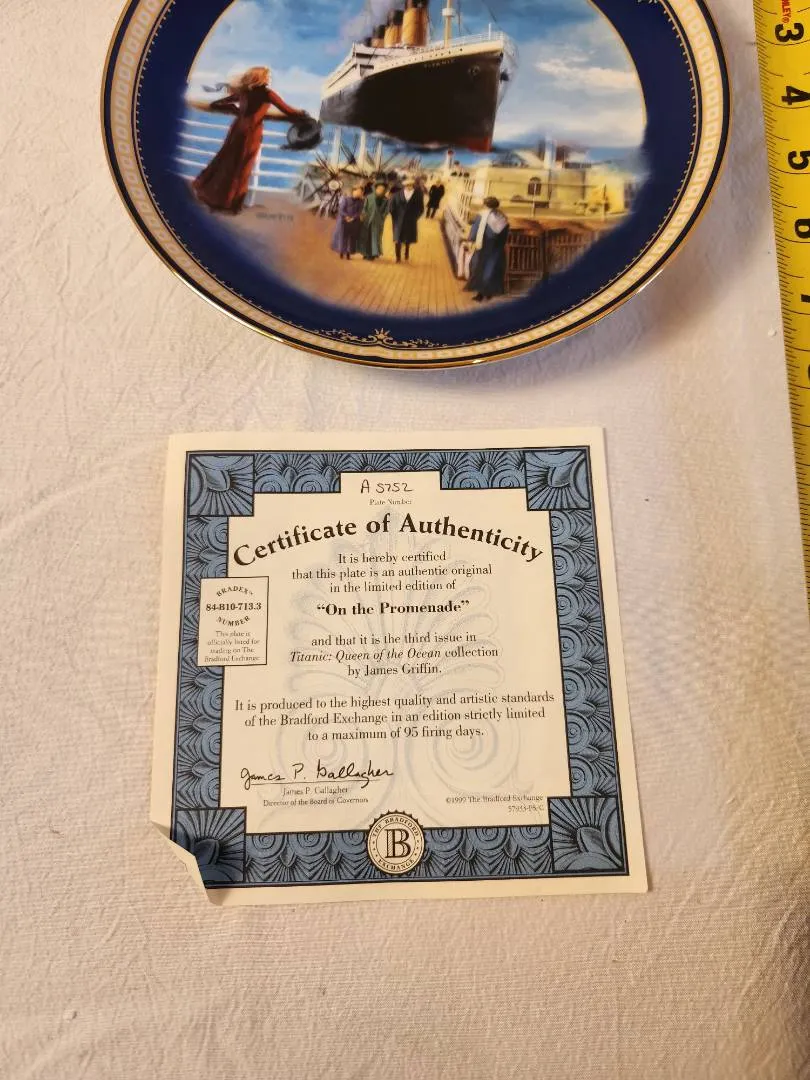 TITANIC
3
4
5
6
7
A 5752
Plate Number
Certificate of Authenticity
It is hereby certified
that this plate is an authentic original
in the limited edition of
“On the Promenade”
BRADEX™
84-B10-713.3
NUMBER
This plate is
officially listed for
trading on The
Bradford Exchange
and that it is the third issue in
Titanic: Queen of the Ocean collection
by James Griffin.
It is produced to the highest quality and artistic standards
of the Bradford Exchange in an edition strictly limited
to a maximum of 95 firing days.
James P. Gallagher
James P. Gallagher
Director of the Board of Governors
©1999 The Bradford Exchange
THE BRADFORD
B
EXCHANGE